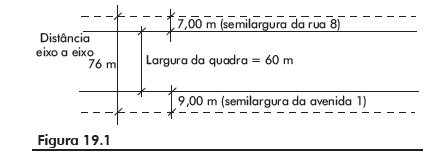 7,00 m (semilargura da rua 8)
Distância
eixo a eixo
76 m
Largura da quadra = 60 m
9,00 m (semilargura da avenida 1)
Figura 19.1